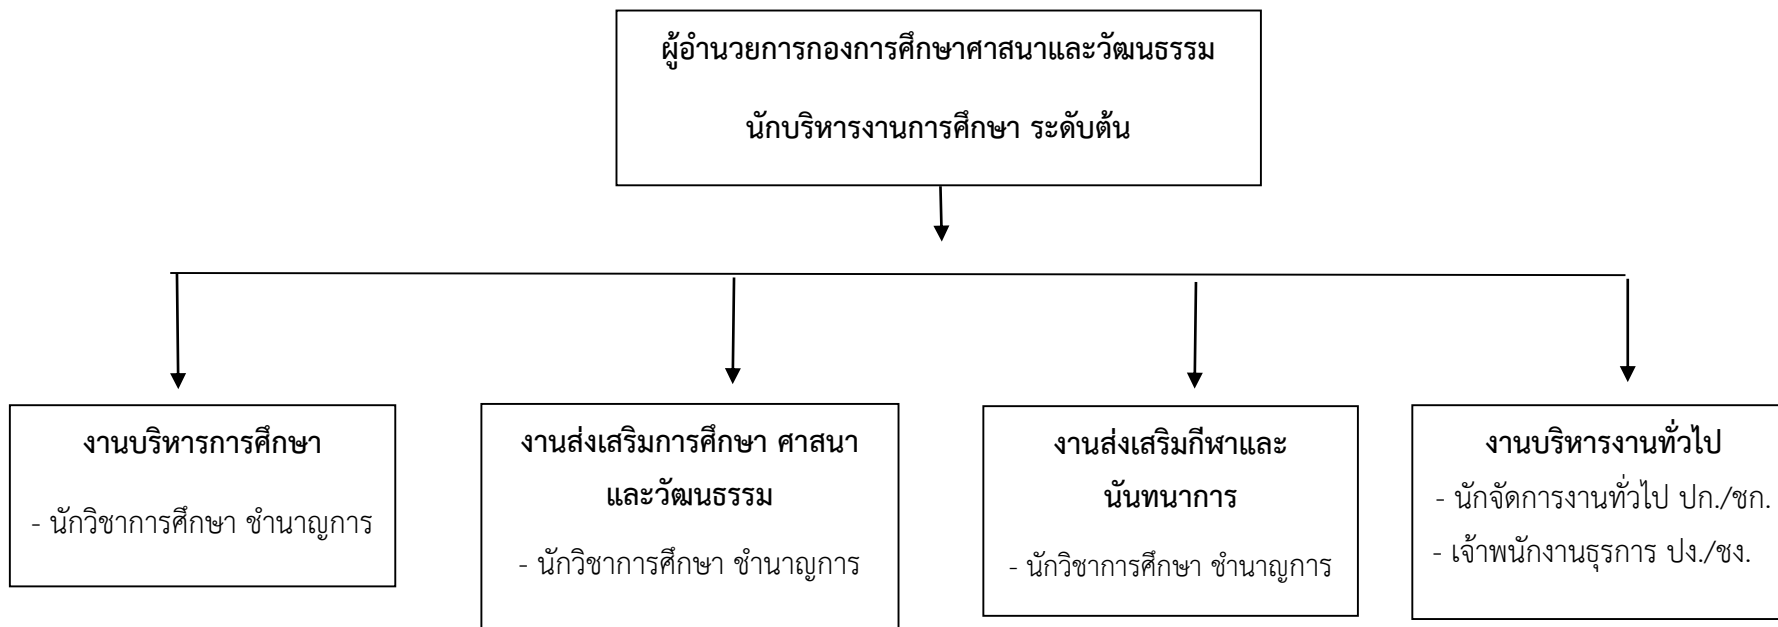 ผู้อำนวยการกองการศึกษาศาสนาและวัฒนธรรม
นักบริหารงานการศึกษา ระดับต้น
งานบริหารการศึกษา
- นักวิชาการศึกษา ชำนาญการ
งานส่งเสริมการศึกษา ศาสนา
และวัฒนธรรม
- นักวิชาการศึกษา ชำนาญการ
งานส่งเสริมกีฬาและ
นันทนาการ
- นักวิชาการศึกษา ชำนาญการ
งานบริหารงานทั่วไป
- นักจัดการงานทั่วไป ปก./ชก.
- เจ้าพนักงานธุรการ ปง./ชง.